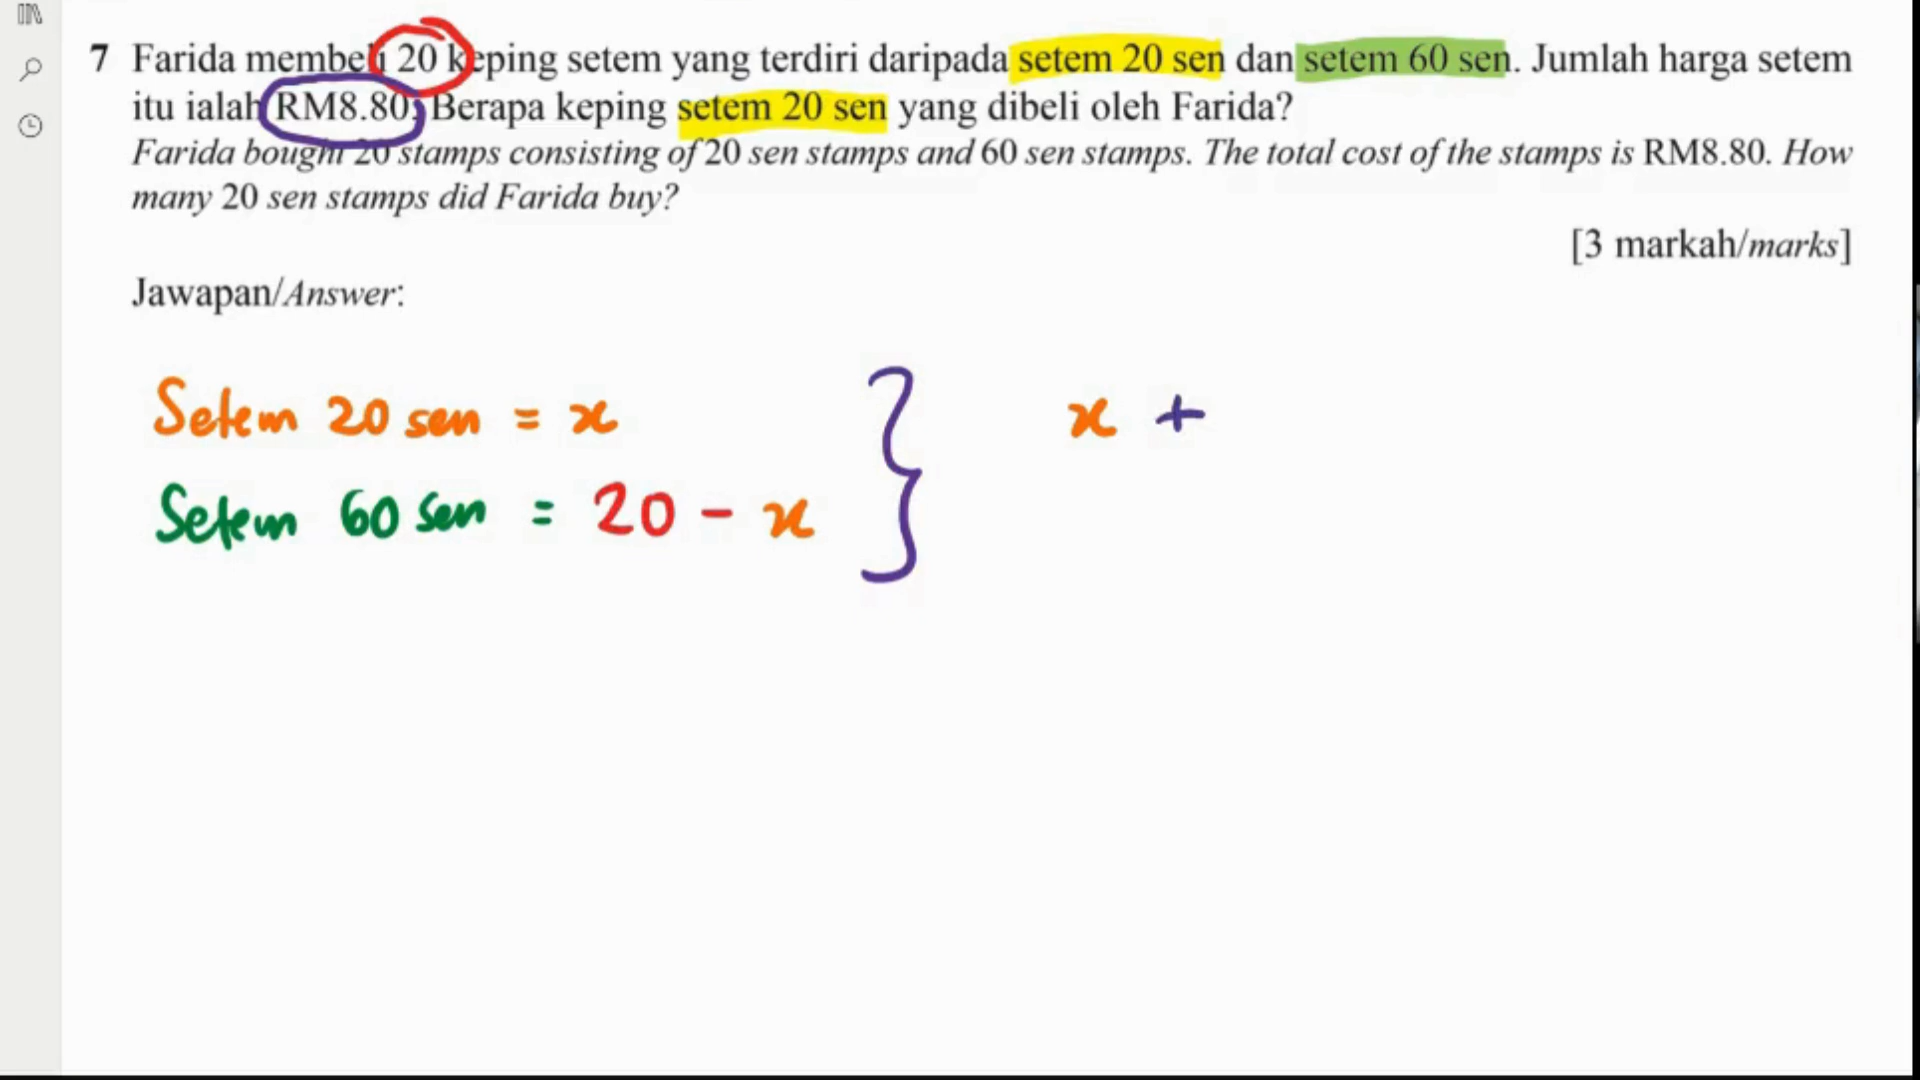 7 Farida membeli 20 keping setem yang terdiri daripada setem 20 sen dan setem 60 sen. Jumlah harga setem
itu ialah RM8.80. Berapa keping setem 20 sen yang dibeli oleh Farida?
Farida bought 20 stamps consisting of 20 sen stamps and 60 sen stamps. The total cost of the stamps is RM8.80. How
many 20 sen stamps did Farida buy?
[3 markah/marks]
Jawapan/Answer:
Setem 20 sen = x
x +
Setem 60 sen = 20 - x